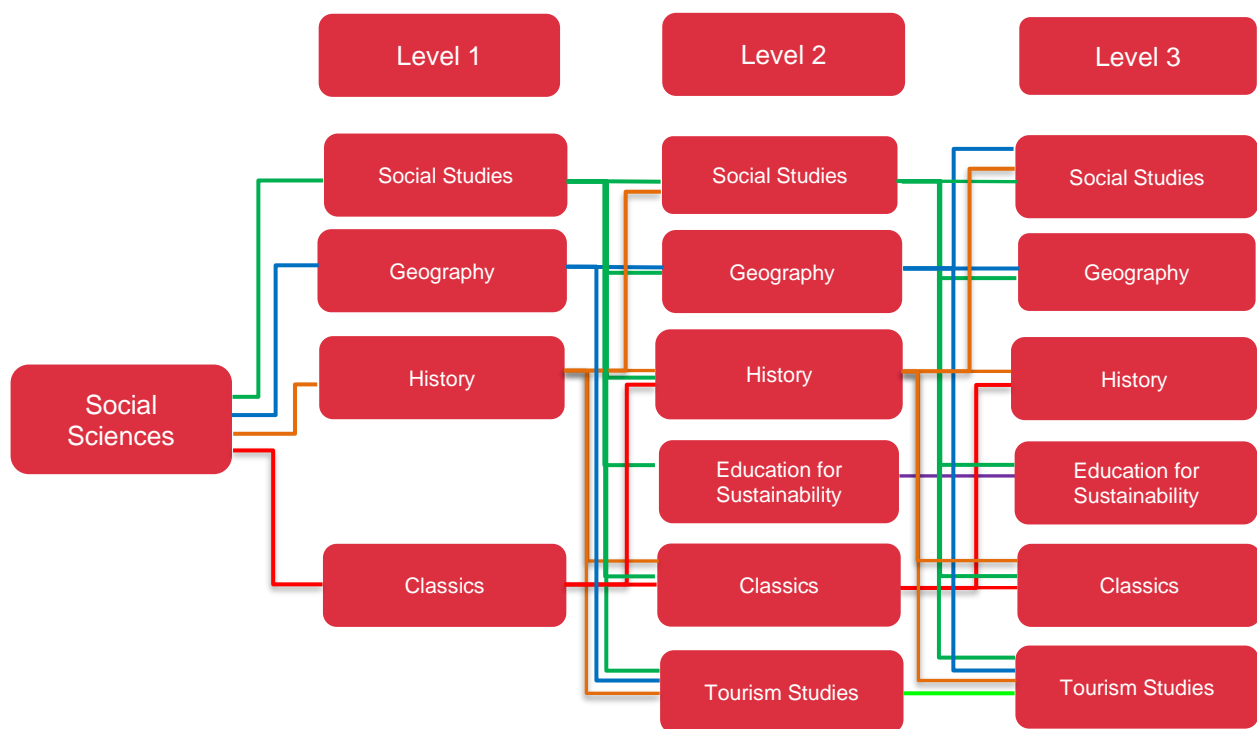 Level 1
Level 2
Level 3
Social Studies
Social Studies
Social Studies
Geography
Geography
Geography
Social
Sciences
History
History
History
Education for
Sustainability
Education for
Sustainability
Classics
Classics
Classics
Tourism Studies
Tourism Studies